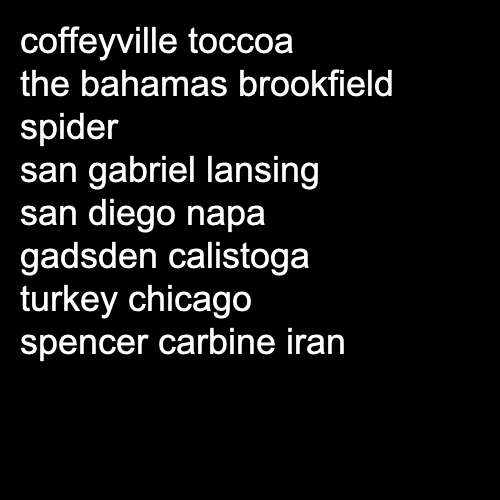 coffeyville toccoa
the bahamas brookfield
spider
san gabriel lansing
san diego napa
gadsden calistoga
turkey chicago
spencer carbine iran